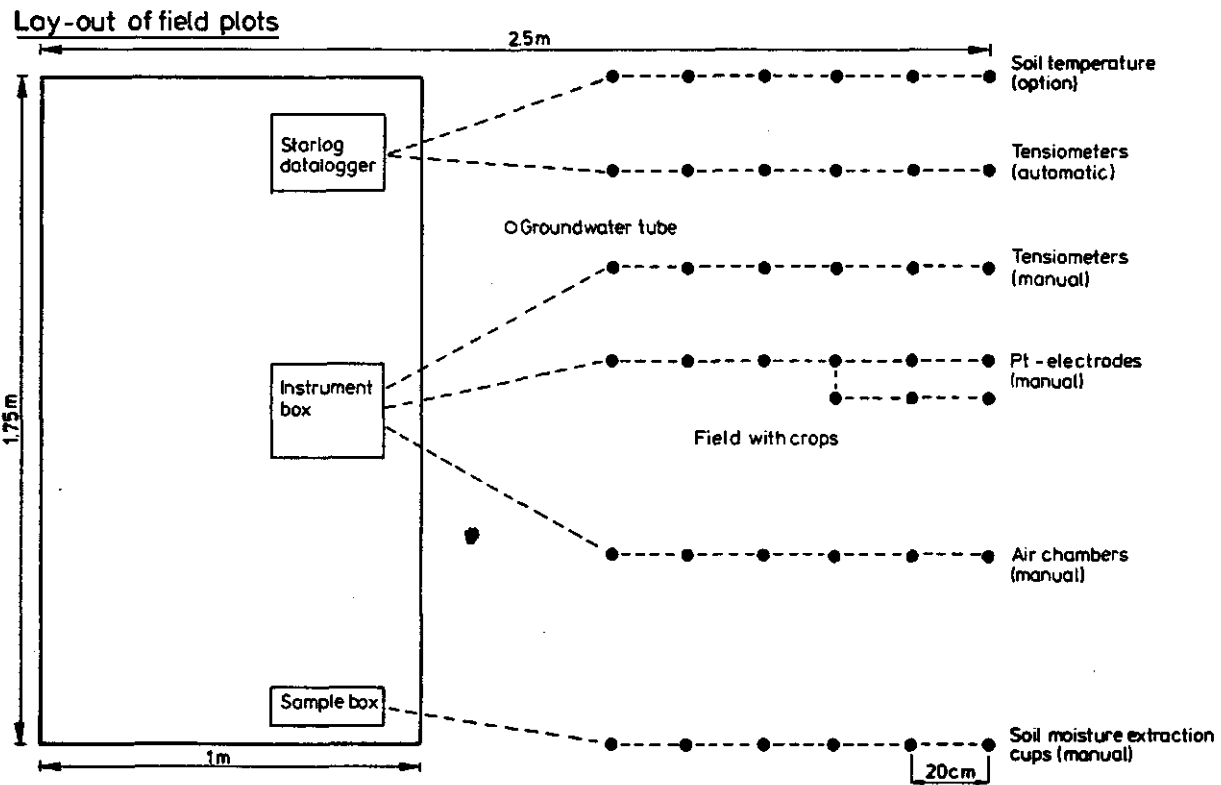 Lay-out of field plots
2.5m
Soil temperature
(option)
Starlog
datalogger
Tensiometers
(automatic)
Groundwater tube
Tensiometers
(manual)
1.75m
Instrument
box
Pt - electrodes
(manual)
Field with crops
Air chambers
(manual)
Sample box
Soil moisture extraction
cups (manual)
1m
20cm